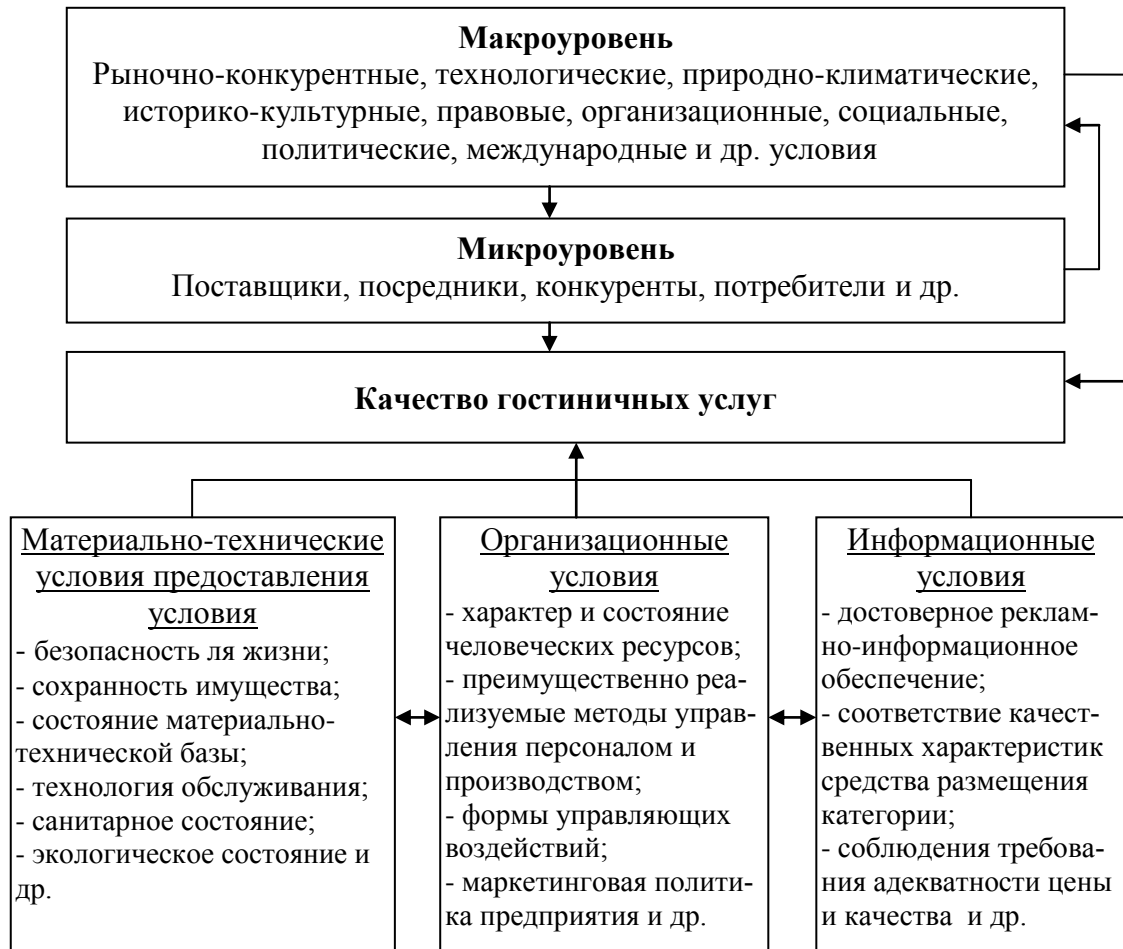 Макроуровень
Рыночно-конкурентные, технологические, природно-климатические,
историко-культурные, правовые, организационные, социальные,
политические, международные и др. условия
Микроуровень
Поставщики, посредники, конкуренты, потребители и др.
Качество гостиничных услуг
Материально-технические
условия предоставления
условия
- безопасность ля жизни;
- сохранность имущества;
- состояние материально-
технической базы;
- технология обслуживания;
- санитарное состояние;
- экологическое состояние и
др.
Организационные
условия
- характер и состояние
человеческих ресурсов;
- преимущественно реа-
лизуемые методы управ-
ления персоналом и
производством;
- формы управляющих
воздействий;
- маркетинговая полити-
ка предприятия и др.
Информационные
условия
- достоверное реклам-
но-информационное
обеспечение;
- соответствие качест-
венных характеристик
средства размещения
категории;
- соблюдения требова-
ния адекватности цены
и качества и др.